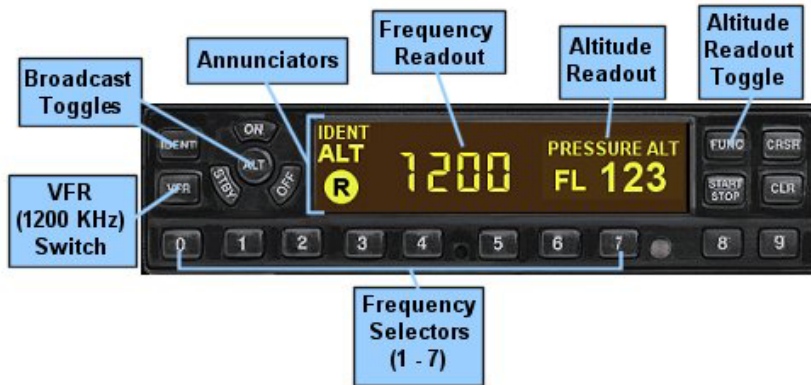 Broadcast
Toggles
Annunciators
Frequency
Readout
Altitude
Readout
Altitude
Readout
Toggle
VFR
(1200 KHz)
Switch
IDENT
VFR
ON
ALT
STBY
OFF
IDENT
ALT
R
1200
PRESSURE ALT
FL 123
FUNC
CRSR
START
STOP
CLR
0 1 2 3 4 5 6 7 8 9
Frequency
Selectors
(1 - 7)